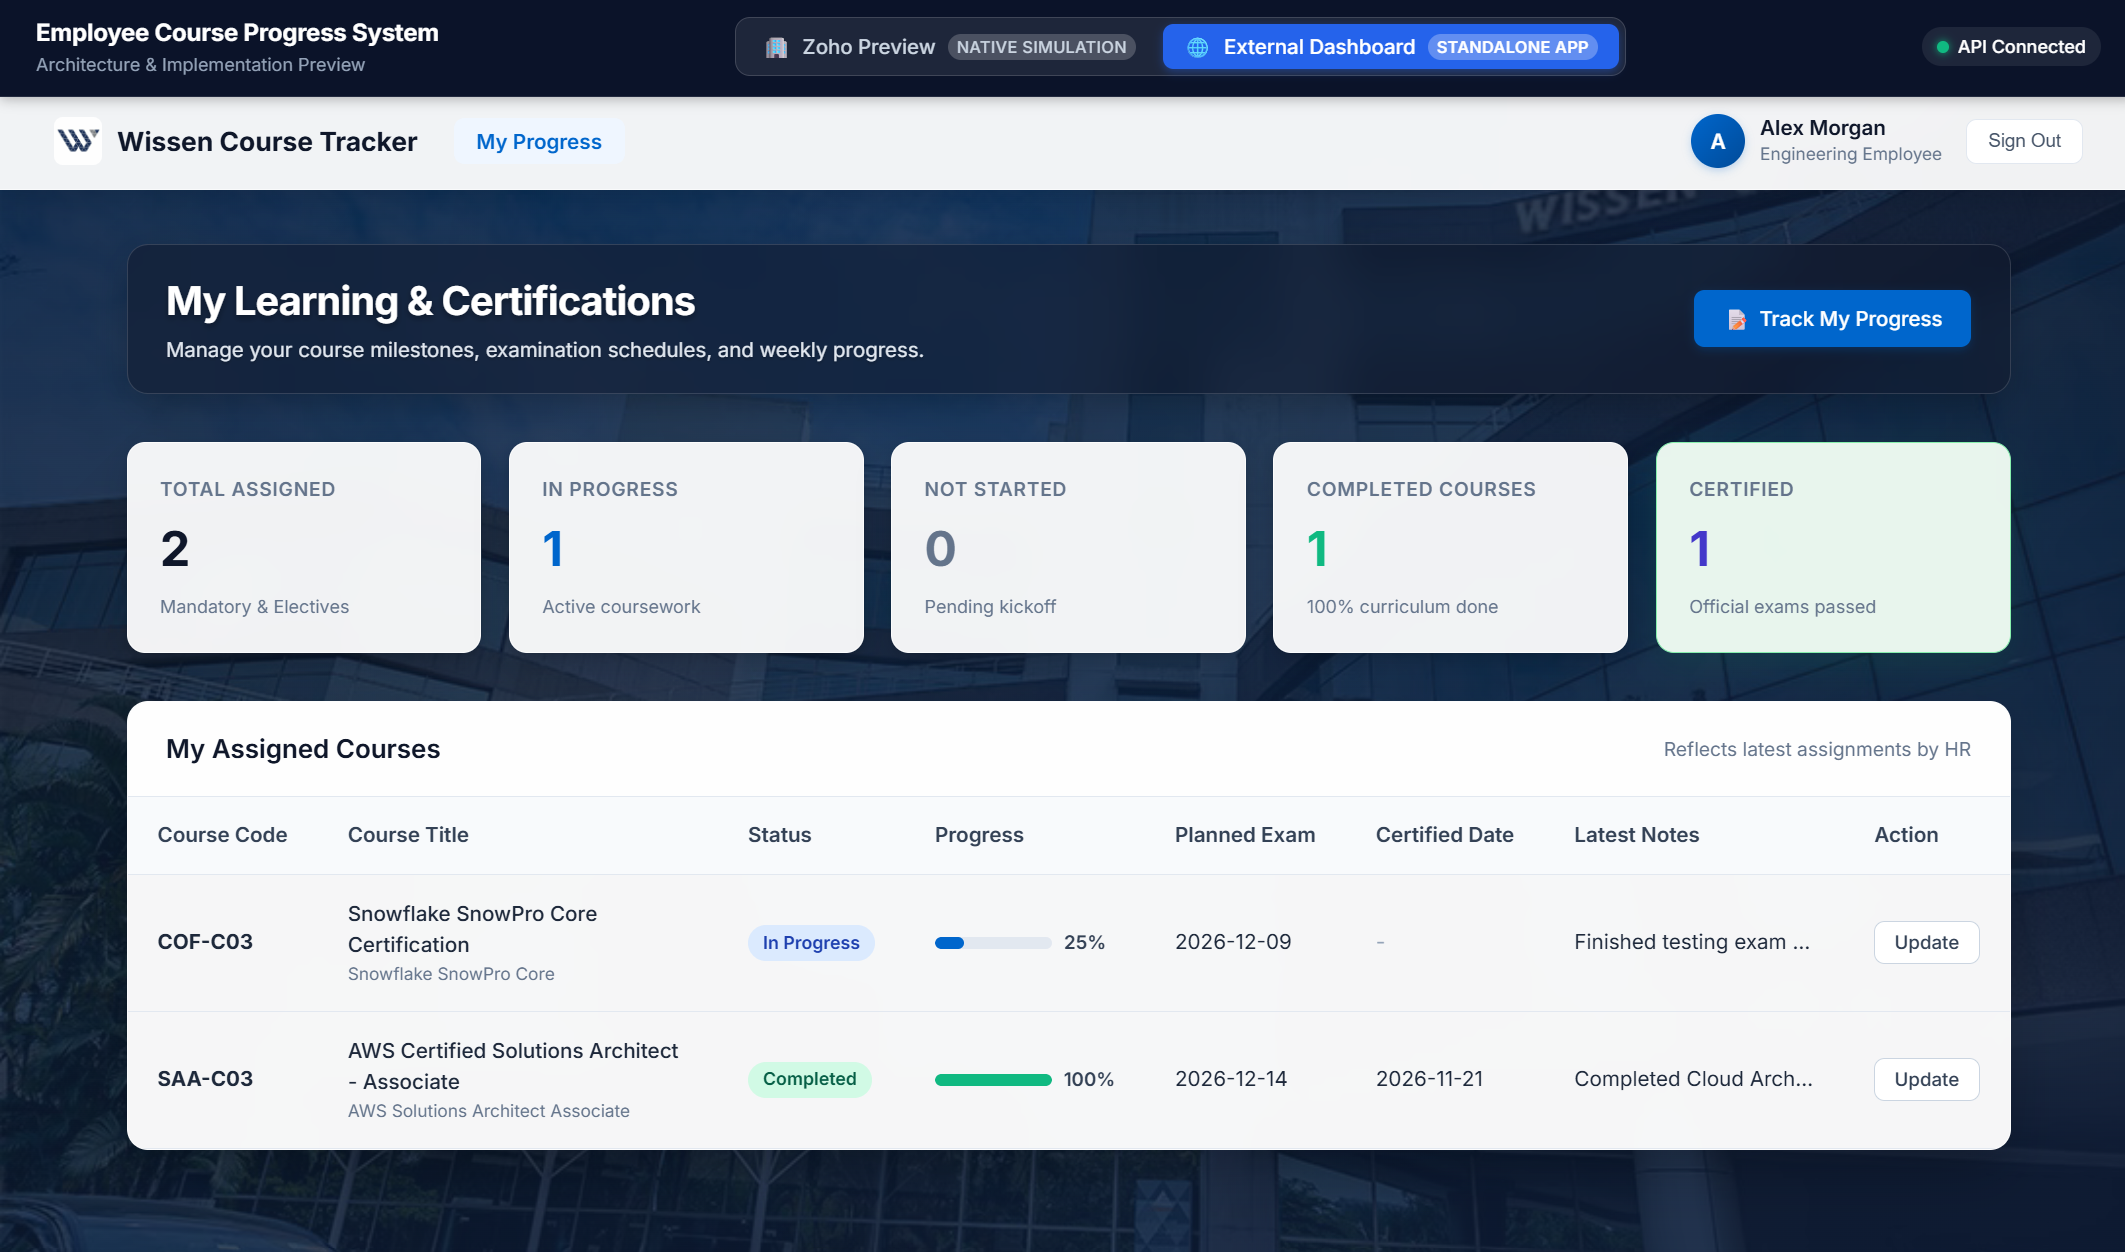 Employee Course Progress System
Architecture & Implementation Preview
Zoho Preview NATIVE SIMULATION
External Dashboard STANDALONE APP
API Connected
Wissen Course Tracker
My Progress
A
Alex Morgan
Engineering Employee
Sign Out
WISSEN
My Learning & Certifications
Manage your course milestones, examination schedules, and weekly progress.
Track My Progress
TOTAL ASSIGNED
2
Mandatory & Electives
IN PROGRESS
1
Active coursework
NOT STARTED
0
Pending kickoff
COMPLETED COURSES
1
100% curriculum done
CERTIFIED
1
Official exams passed
My Assigned Courses
Reflects latest assignments by HR
Course Code Course Title Status Progress Planned Exam Certified Date Latest Notes Action
COF-C03
Snowflake SnowPro Core
Certification
Snowflake SnowPro Core
In Progress
25%
2026-12-09
-
Finished testing exam ...
Update
SAA-C03
AWS Certified Solutions Architect
- Associate
AWS Solutions Architect Associate
Completed
100%
2026-12-14
2026-11-21
Completed Cloud Arch...
Update